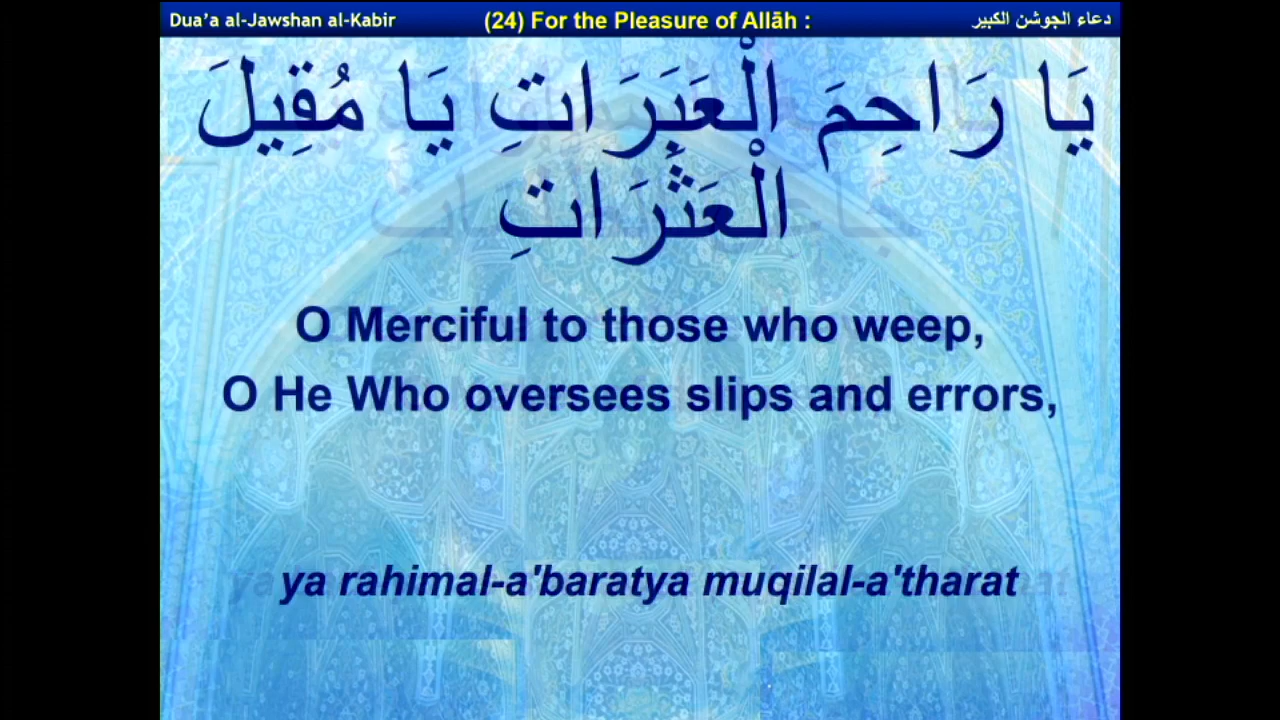 Dua’a al-Jawshan al-Kabir (24) For the Pleasure of Allāh : دعاء الجوشن الكبير
يَا رَاحِمَ الْعَبَرَاتِ يَا مُقِيلَ
الْعَثَرَاتِ
O Merciful to those who weep,
O He Who oversees slips and errors,
ya rahimal-a'baratya muqilal-a'tharat